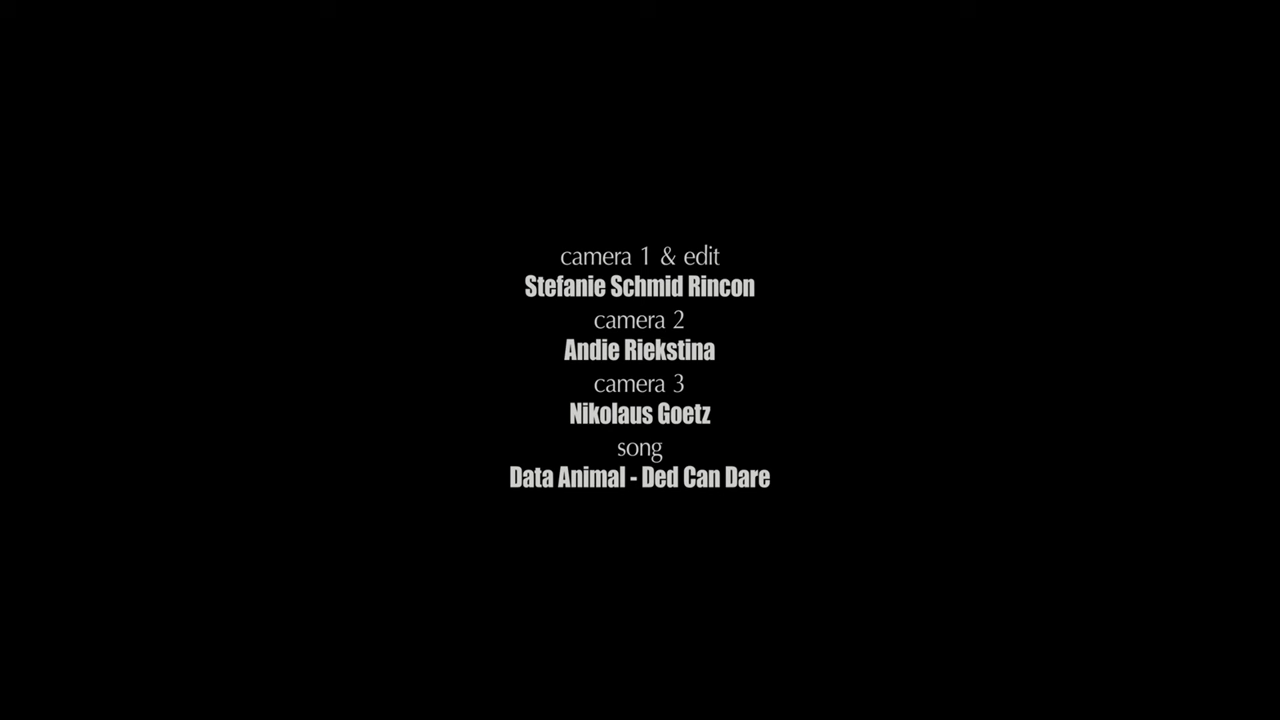 camera 1 & edit
Stefanie Schmid Rincon
camera 2
Andie Riekstina
camera 3
Nikolaus Goetz
song
Data Animal - Ded Can Dare